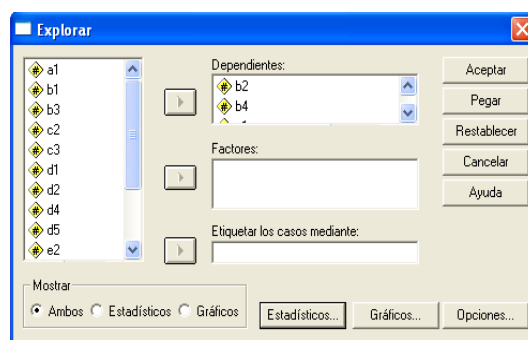 Explorar
a1
b1
b3
c2
c3
d1
d2
d4
d5
e2
Dependientes:
b2
b4
Factores:
Etiquetar los casos mediante:
Aceptar
Pegar
Restablecer
Cancelar
Ayuda
Mostrar
Ambos Estadísticos Gráficos
Estadísticos... Gráficos... Opciones...